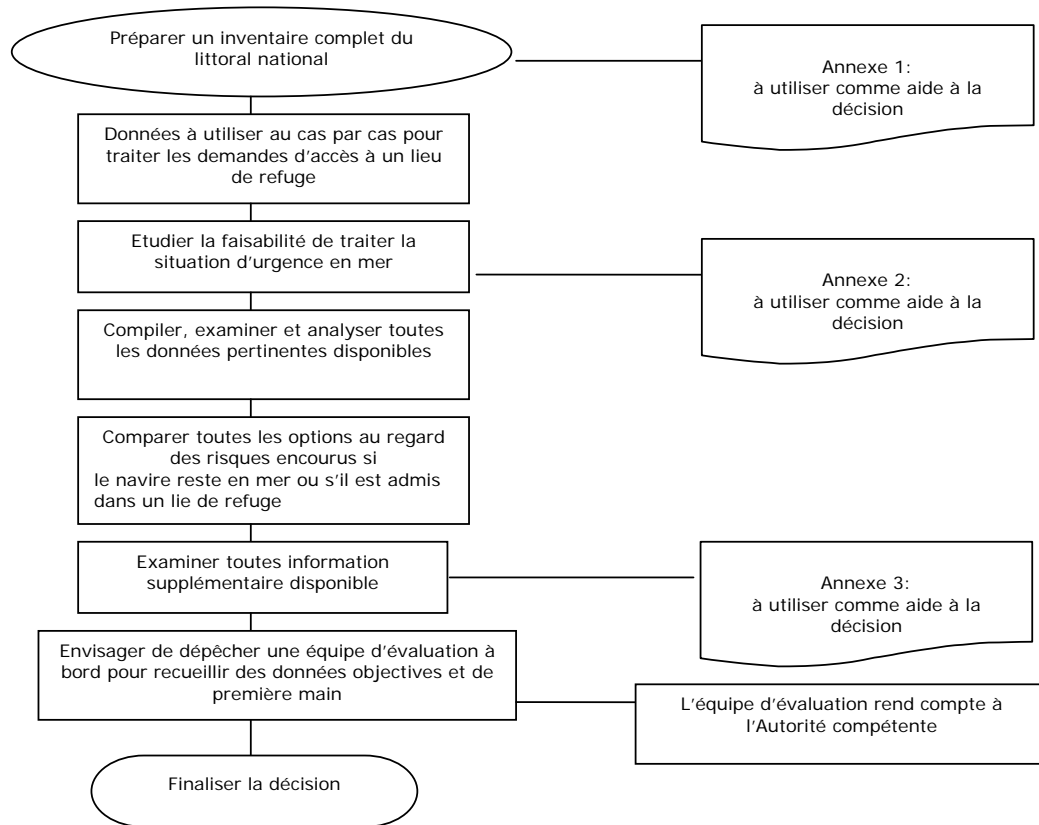 Préparer un inventaire complet du
littoral national
Annexe 1:
à utiliser comme aide à la
décision
Données à utiliser au cas par cas pour
traiter les demandes d'accès à un lieu
de refuge
Etudier la faisabilité de traiter la
situation d'urgence en mer
Annexe 2:
à utiliser comme aide à la
décision
Compiler, examiner et analyser toutes
les données pertinentes disponibles
Comparer toutes les options au regard
des risques encourus si
le navire reste en mer ou s'il est admis
dans un lie de refuge
Examiner toutes information
supplémentaire disponible
Annexe 3:
à utiliser comme aide à la
décision
Envisager de dépêcher une équipe d'évaluation à
bord pour recueillir des données objectives et de
première main
L'équipe d'évaluation rend compte à
l'Autorité compétente
Finaliser la décision